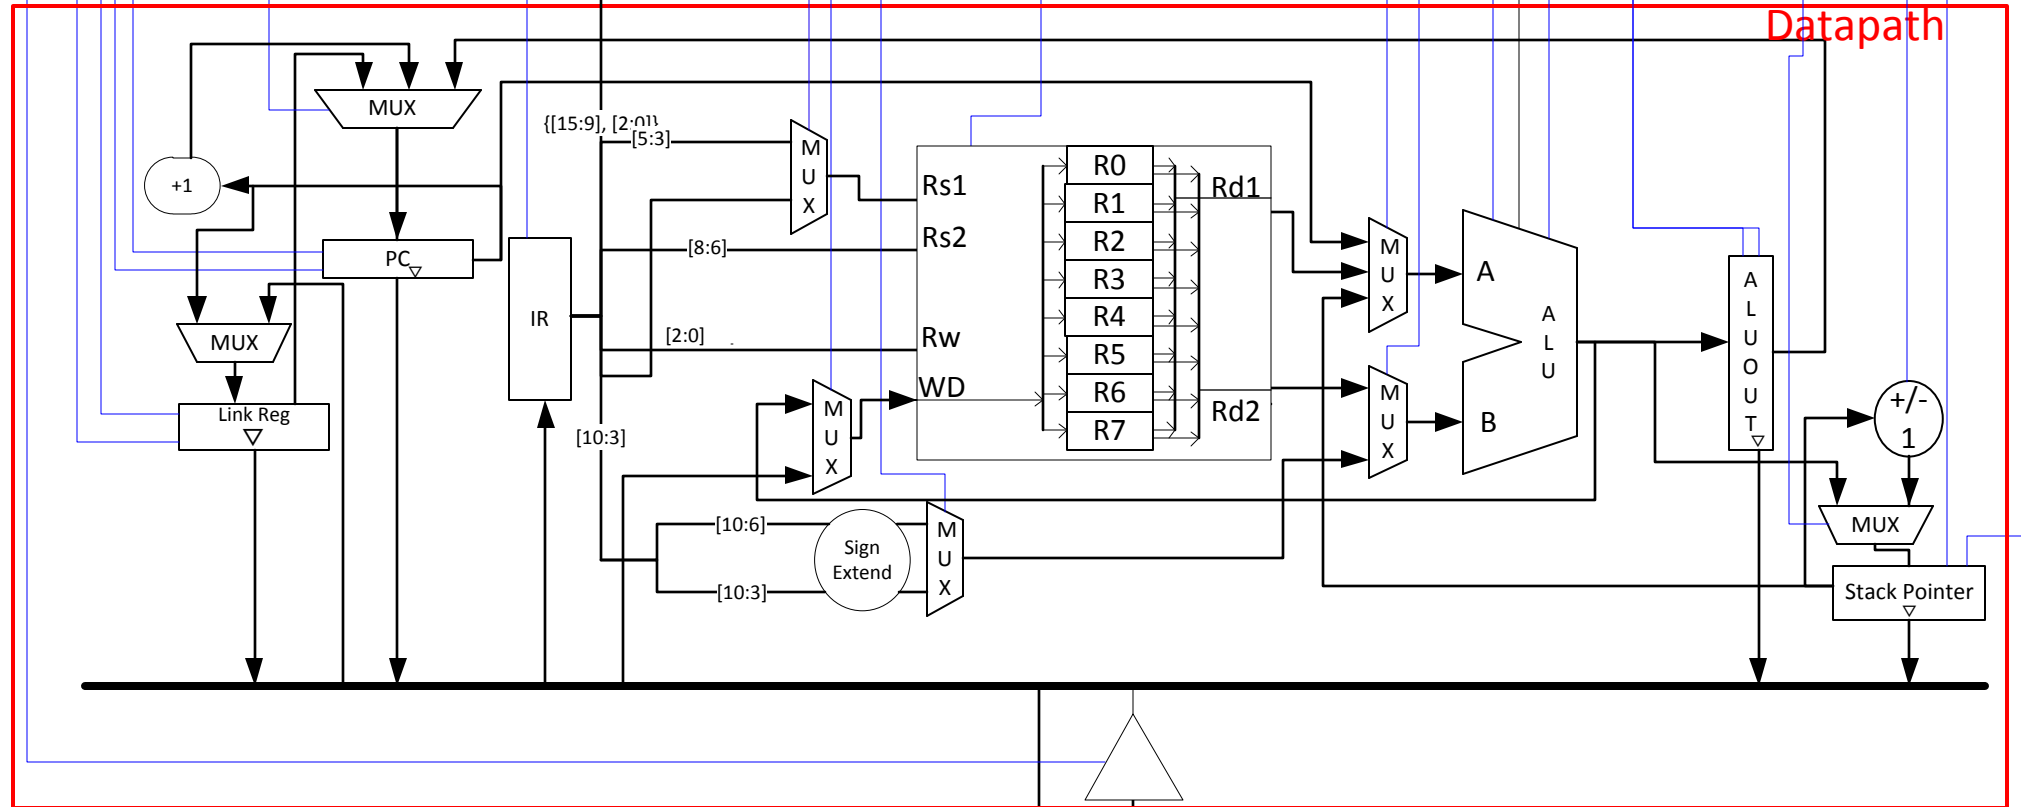 Datapath
MUX
{[15:9], [2:0]}
[5:3]
M
U
X
+1
Rs1
Rs2
Rw
WD
R0
R1
R2
R3
R4
R5
R6
R7
Rd1
Rd2
[8:6]
[2:0]
PC
IR
MUX
Link Reg
[10:3]
M
U
X
[10:6]
[10:3]
Sign
Extend
M
U
X
M
U
X
M
U
X
A
B
A
L
U
A
L
U
O
U
T
+/-
1
MUX
Stack Pointer